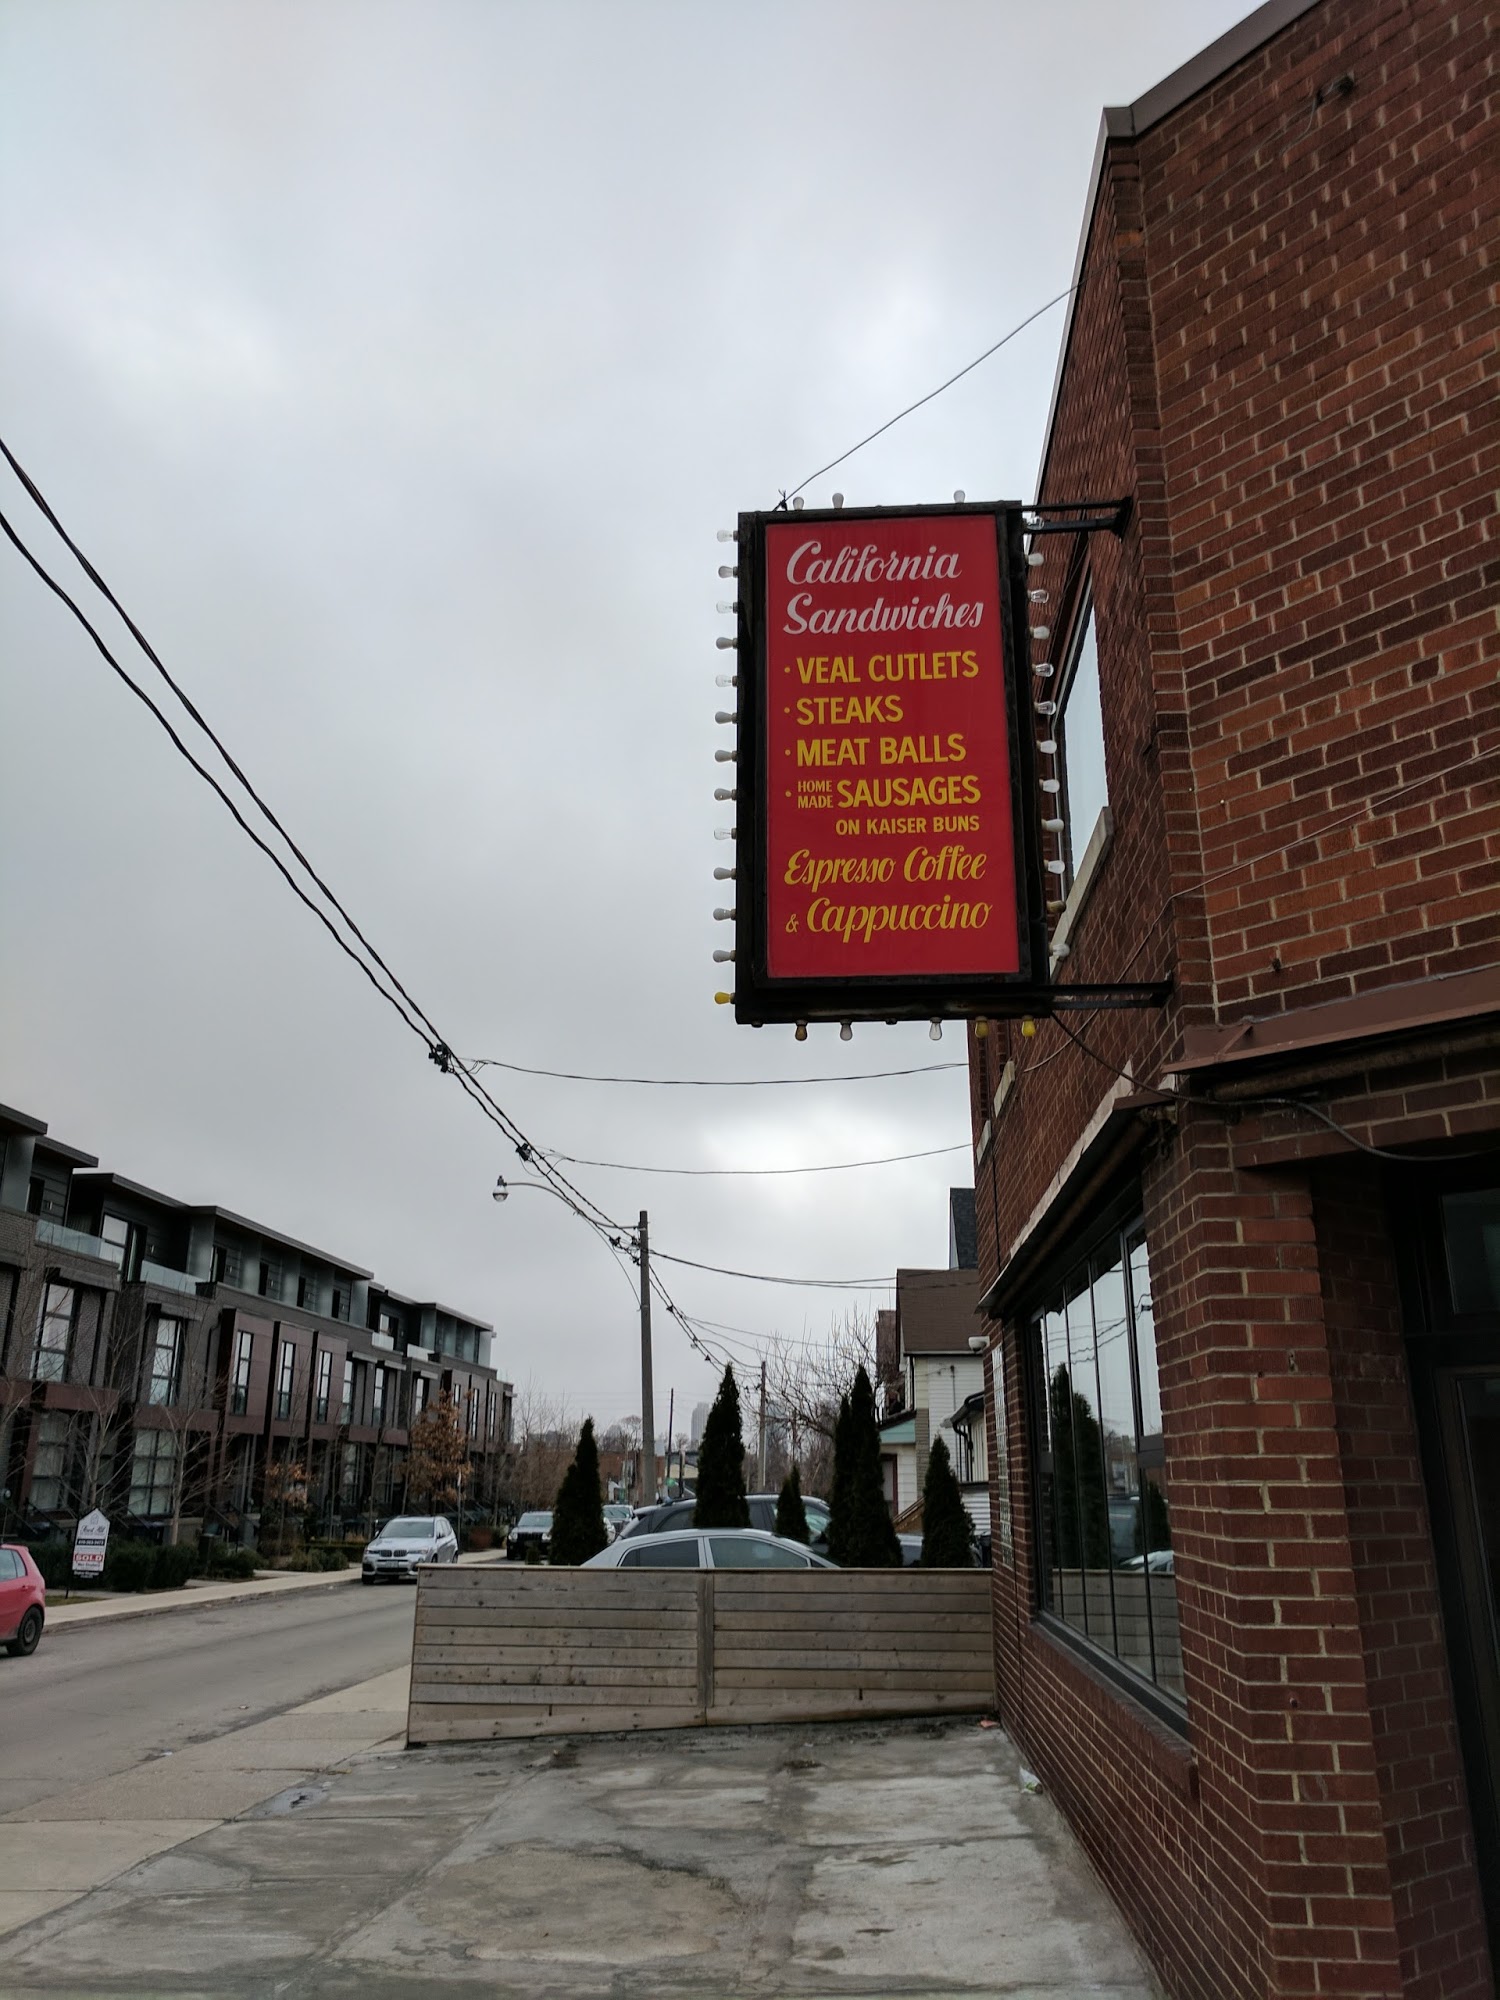 California
Sandwiches
· VEAL CUTLETS
· STEAKS
· MEAT BALLS
· HOME MADE SAUSAGES
ON KAISER BUNS
Espresso Coffee
& Cappuccino
SOLD